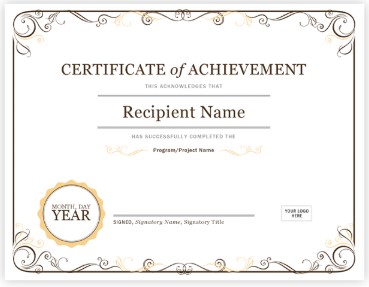 CERTIFICATE of ACHIEVEMENT
THIS ACKNOWLEDGES THAT
Recipient Name
HAS SUCCESSFULLY COMPLETED THE
Program/Project Name
MONTH, DAY
YEAR
SIGNED, Signatory Name, Signatory Title
YOUR LOGO
HERE